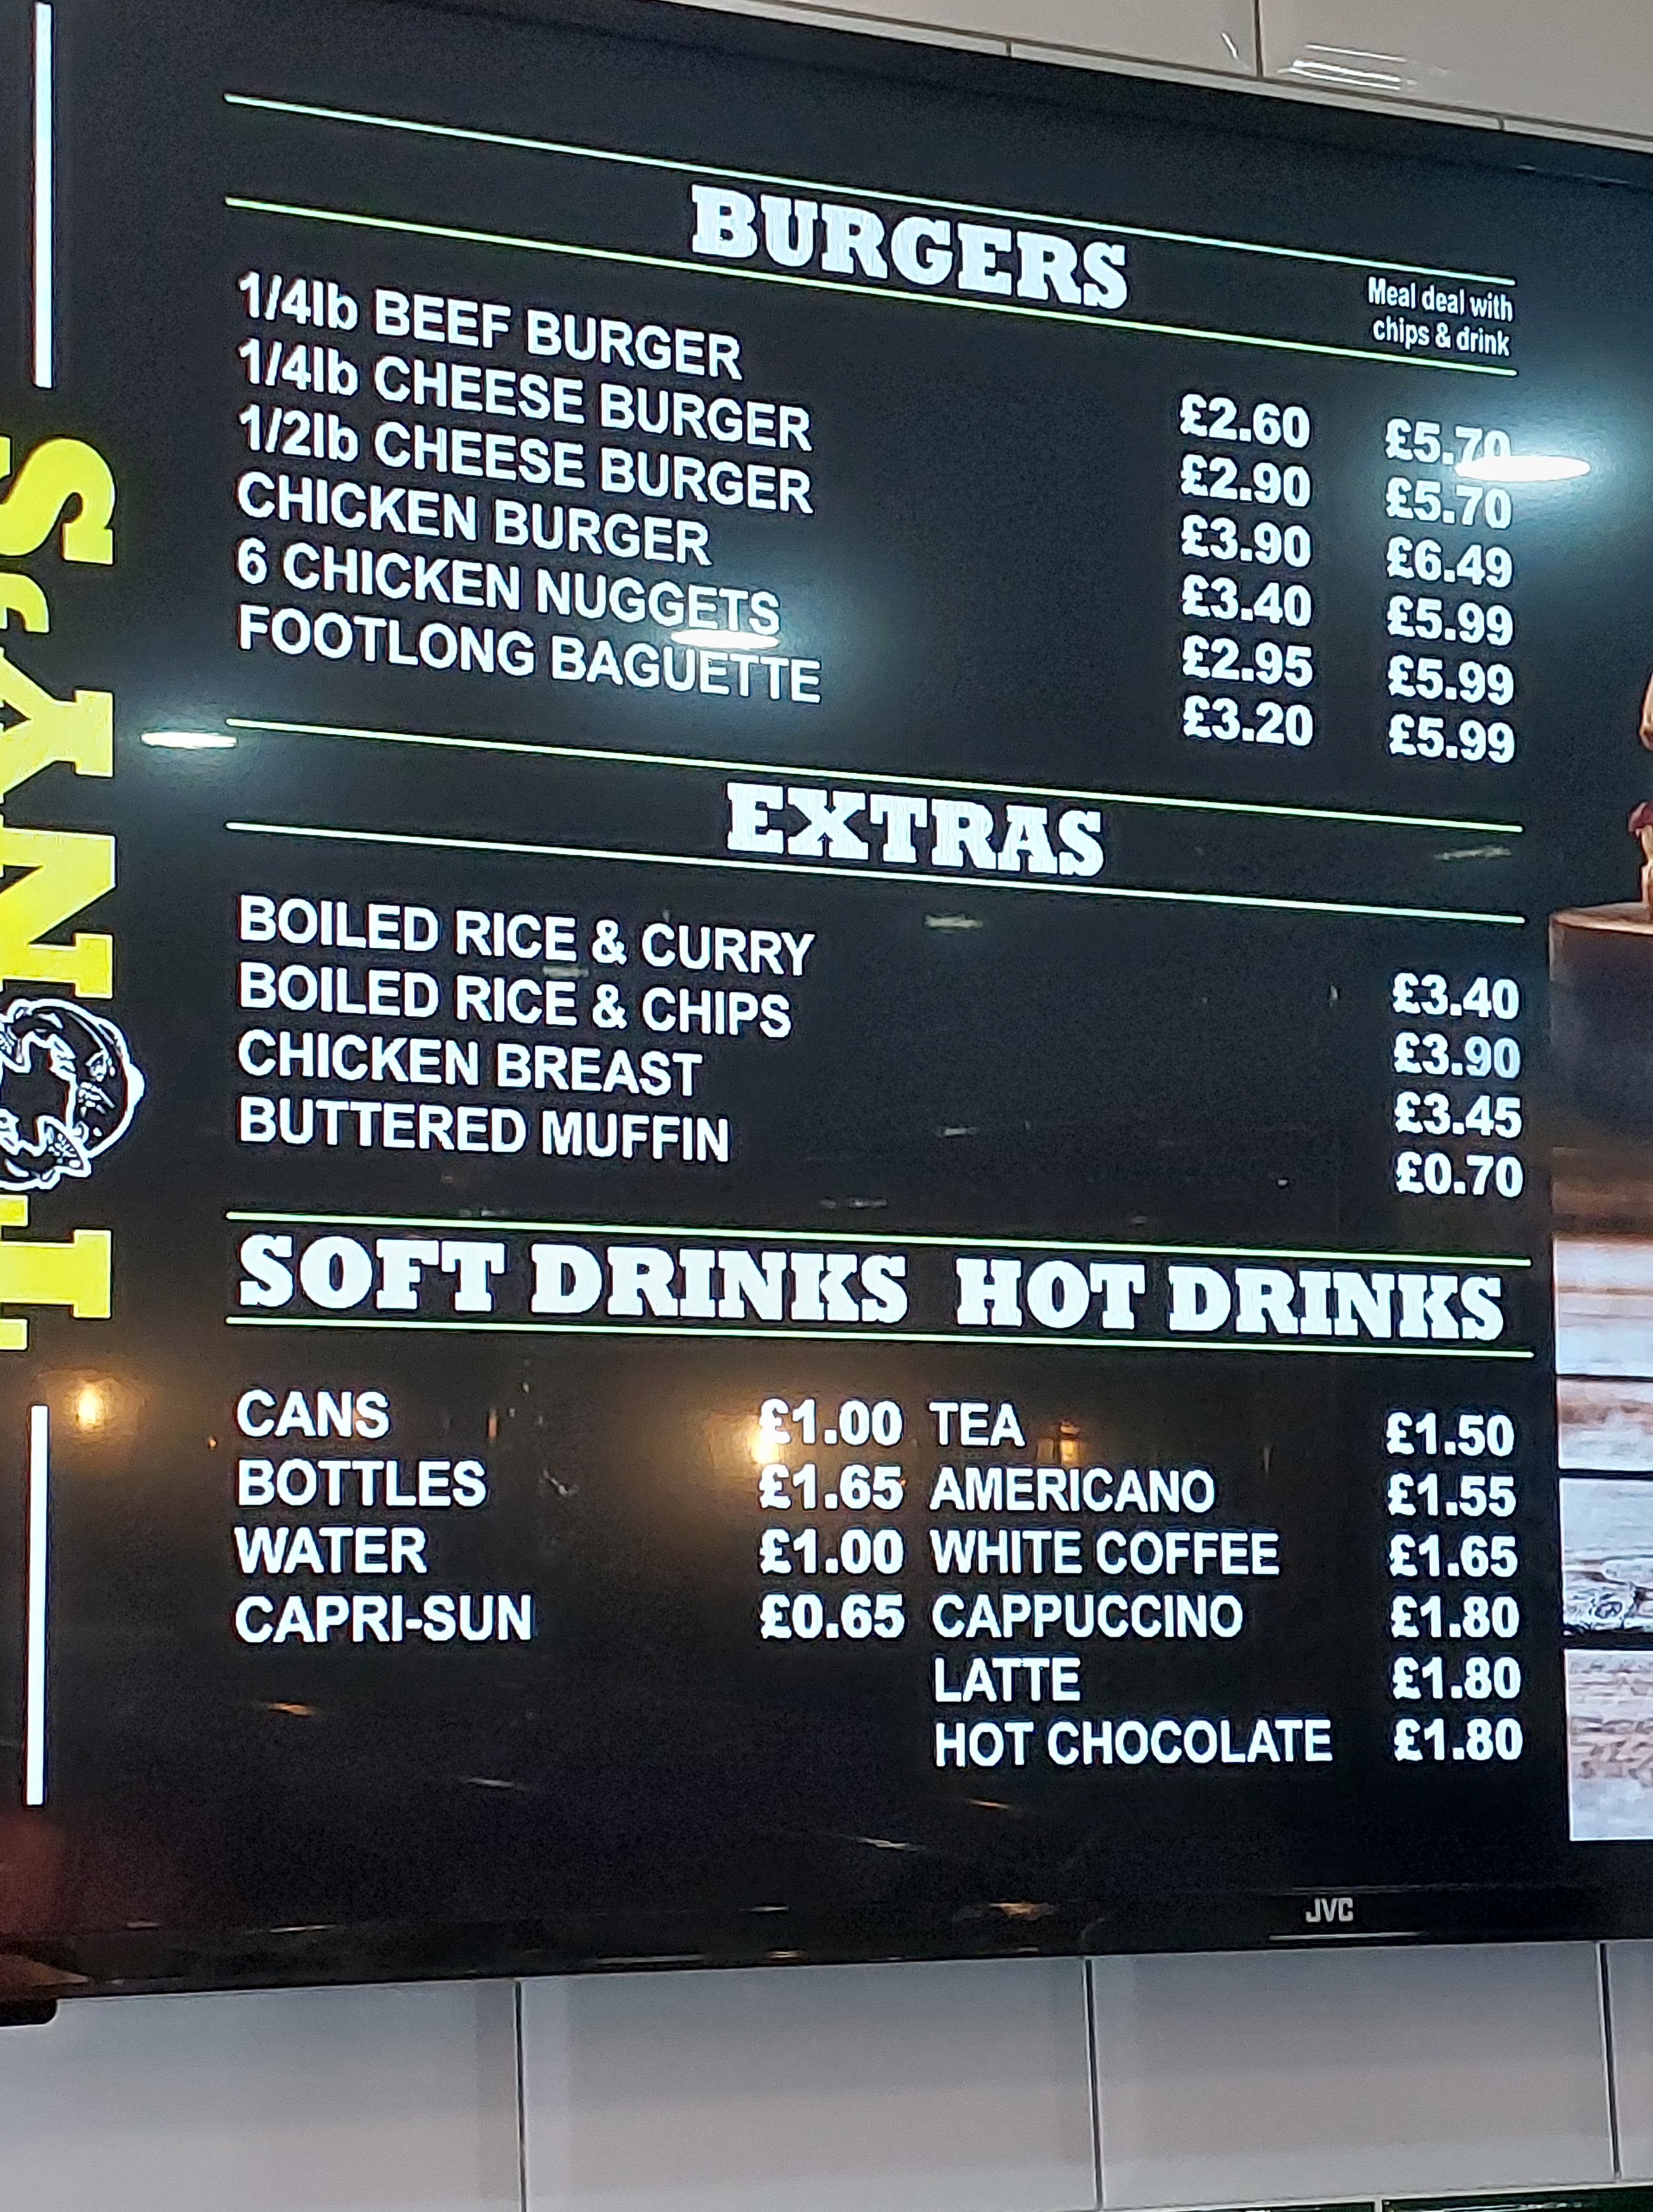 BURGERS
Meal deal with
chips & drink
1/4lb BEEF BURGER £2.60 £5.70
1/4lb CHEESE BURGER £2.90 £5.70
1/2lb CHEESE BURGER £3.90 £6.49
CHICKEN BURGER £3.40 £5.99
6 CHICKEN NUGGETS £2.95 £5.99
FOOTLONG BAGUETTE £3.20 £5.99
EXTRAS
BOILED RICE & CURRY £3.40
BOILED RICE & CHIPS £3.90
CHICKEN BREAST £3.45
BUTTERED MUFFIN £0.70
SOFT DRINKS HOT DRINKS
CANS £1.00 TEA £1.50
BOTTLES £1.65 AMERICANO £1.55
WATER £1.00 WHITE COFFEE £1.65
CAPRI-SUN £0.65 CAPPUCCINO £1.80
LATTE £1.80
HOT CHOCOLATE £1.80
JVC